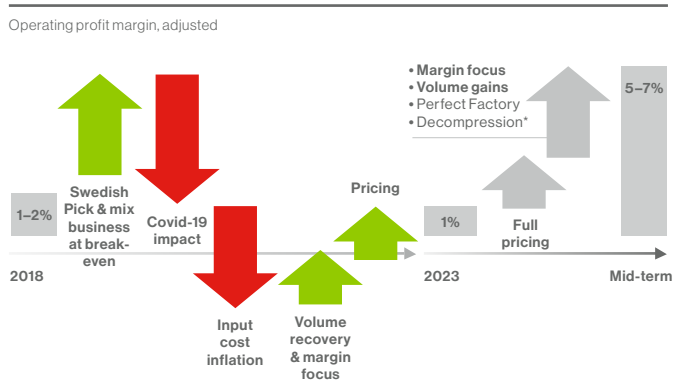 Operating profit margin, adjusted
• Margin focus
• Volume gains
• Perfect Factory
• Decompression*
5–7%
1–2%
Swedish
Pick & mix
business
at break-
even
Covid-19
impact
Pricing
1%
Full
pricing
2018
2023
Mid-term
Input
cost
inflation
Volume
recovery
& margin
focus